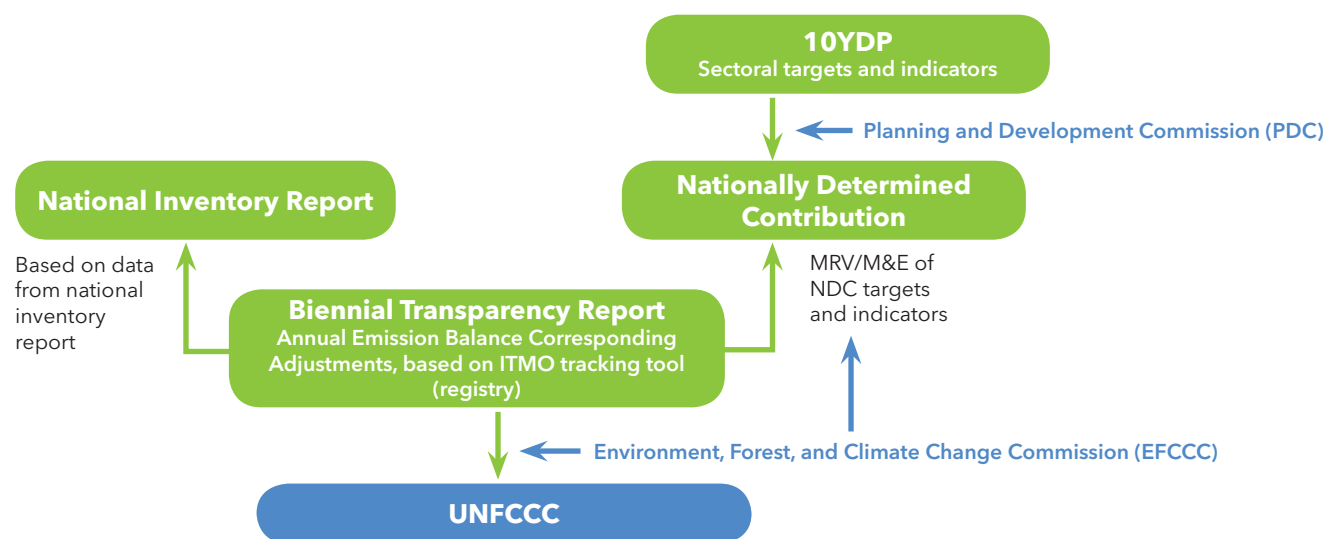 10YDP
Sectoral targets and indicators
Planning and Development Commission (PDC)
National Inventory Report
Nationally Determined
Contribution
Based on data
from national
inventory
report
MRV/M&E of
NDC targets
and indicators
Biennial Transparency Report
Annual Emission Balance Corresponding
Adjustments, based on ITMO tracking tool
(registry)
Environment, Forest, and Climate Change Commission (EFCCC)
UNFCCC